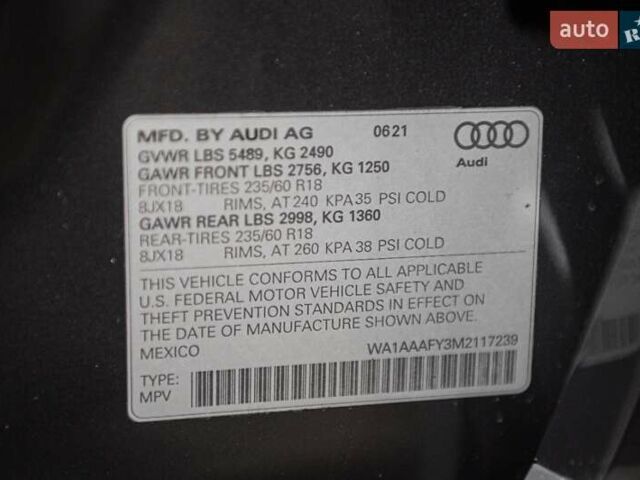 auto R
MFD. BY AUDI AG 0621
GVWR LBS 5489, KG 2490
GAWR FRONT LBS 2756, KG 1250
FRONT-TIRES 235/60 R18
8JX18 RIMS, AT 240 KPA 35 PSI COLD
GAWR REAR LBS 2998, KG 1360
REAR-TIRES 235/60 R18
8JX18 RIMS, AT 260 KPA 38 PSI COLD
Audi
THIS VEHICLE CONFORMS TO ALL APPLICABLE
U.S. FEDERAL MOTOR VEHICLE SAFETY AND
THEFT PREVENTION STANDARDS IN EFFECT ON
THE DATE OF MANUFACTURE SHOWN ABOVE.
MEXICO WA1AAAFY3M2117239
TYPE:
MPV